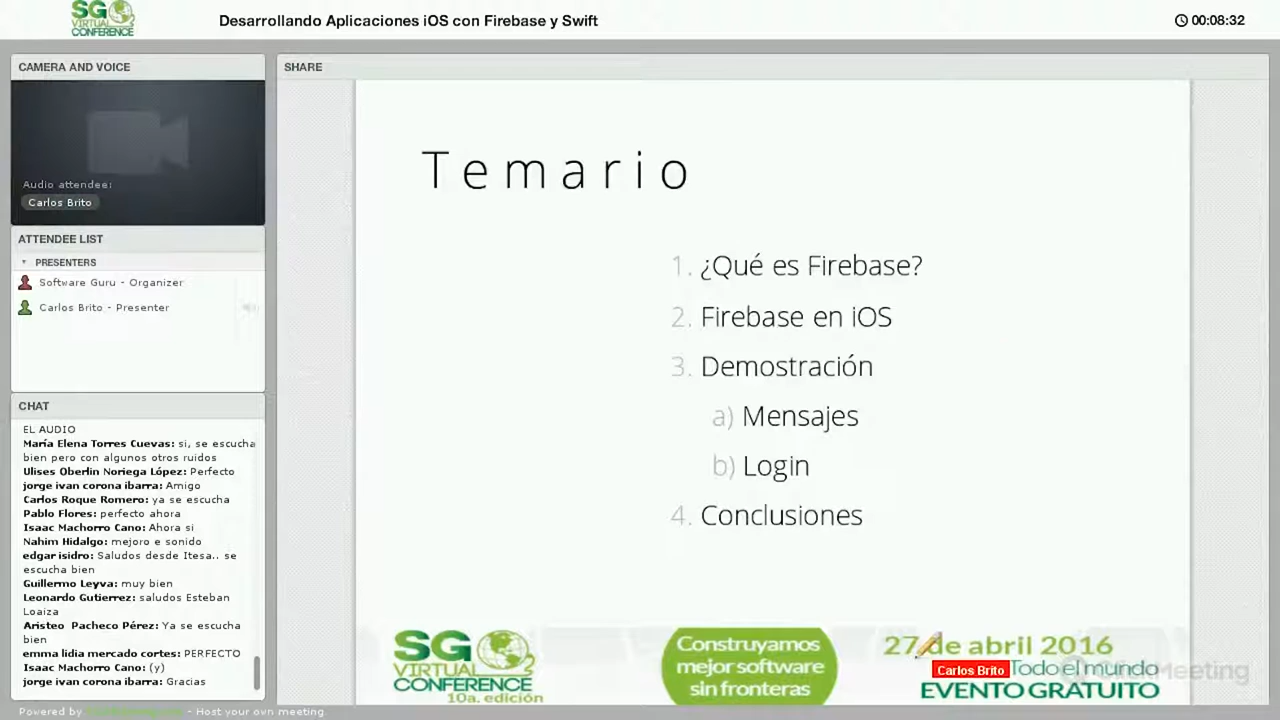 SG
VIRTUAL
CONFERENCE
Desarrollando Aplicaciones iOS con Firebase y Swift
00:08:32
CAMERA AND VOICE
Audio attendee:
Carlos Brito
ATTENDEE LIST
PRESENTERS
Software Guru - Organizer
Carlos Brito - Presenter
CHAT
EL AUDIO
María Elena Torres Cuevas: si, se escucha
bien pero con algunos otros ruidos
Ulises Oberlin Noriega López: Perfecto
jorge ivan corona ibarra: Amigo
Carlos Roque Romero: ya se escucha
Pablo Flores: perfecto ahora
Isaac Machorro Cano: Ahora si
Nahim Hidalgo: mejoro e sonido
edgar isidro: Saludos desde Itesa.. se
escucha bien
Guillermo Leyva: muy bien
Leonardo Gutierrez: saludos Esteban
Loaiza
Aristeo Pacheco Pérez: Ya se escucha
bien
emma lidia mercado cortes: PERFECTO
Isaac Machorro Cano: (y)
jorge ivan corona ibarra: Gracias
Powered by - Host your own meeting
SHARE
Temario
1. ¿Qué es Firebase?
2. Firebase en iOS
3. Demostración
a) Mensajes
b) Login
4. Conclusiones
SG
VIRTUAL
CONFERENCE
10a. edición
Construyamos
mejor software
sin fronteras
27 de abril 2016
Carlos Brito
Todo el mundo
EVENTO GRATUITO
ClickMeeting